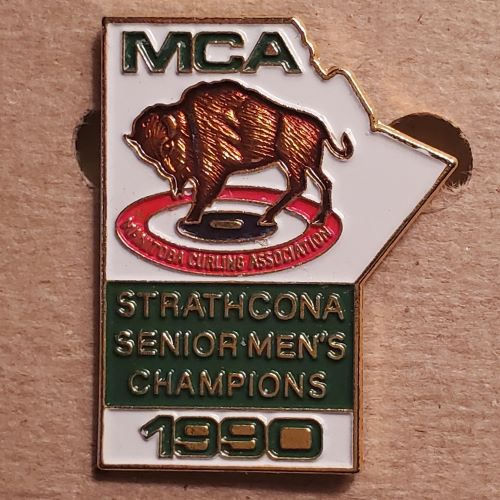 MCA
MANITOBA CURLING ASSOCIATION
STRATHCONA
SENIOR MEN'S
CHAMPIONS
1990